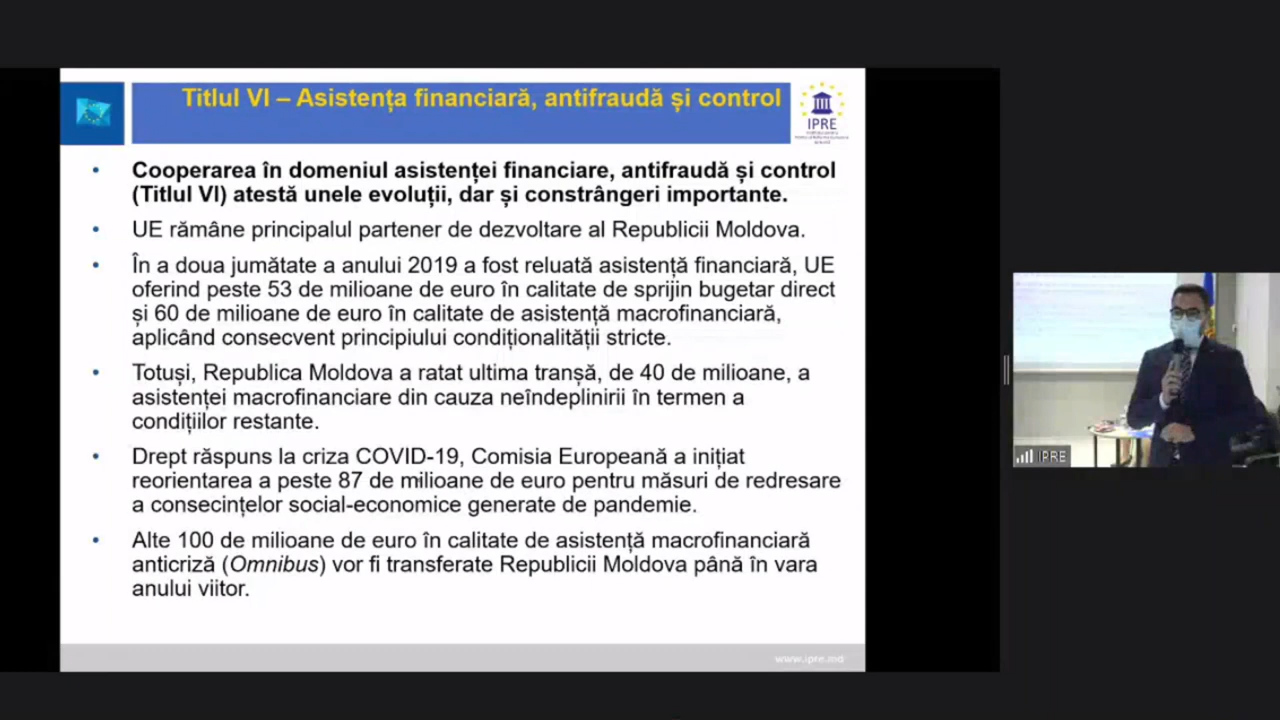 Titlul VI – Asistența financiară, antifraudă și control
IPRE
Cooperarea în domeniul asistenței financiare, antifraudă și control
(Titlul VI) atestă unele evoluții, dar și constrângeri importante.
UE rămâne principalul partener de dezvoltare al Republicii Moldova.
În a doua jumătate a anului 2019 a fost reluată asistență financiară, UE
oferind peste 53 de milioane de euro în calitate de sprijin bugetar direct
și 60 de milioane de euro în calitate de asistență macrofinanciară,
aplicând consecvent principiului condiționalității stricte.
Totuși, Republica Moldova a ratat ultima tranșă, de 40 de milioane, a
asistenței macrofinanciare din cauza neîndeplinirii în termen a
condițiilor restante.
Drept răspuns la criza COVID-19, Comisia Europeană a inițiat
reorientarea a peste 87 de milioane de euro pentru măsuri de redresare
a consecințelor social-economice generate de pandemie.
Alte 100 de milioane de euro în calitate de asistență macrofinanciară
anticriză (Omnibus) vor fi transferate Republicii Moldova până în vara
anului viitor.
www.ipre.md
IPRE